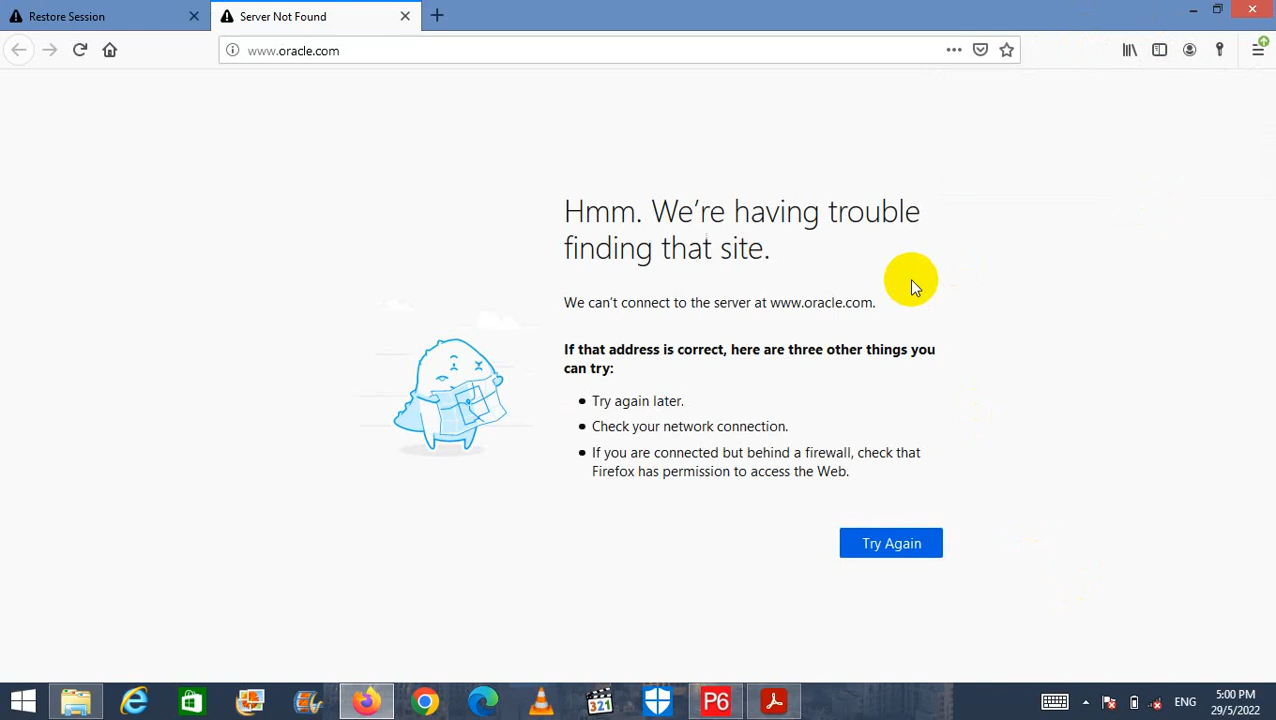 Restore Session
Server Not Found
www.oracle.com
Hmm. We're having trouble
finding that site.
We can't connect to the server at www.oracle.com.
If that address is correct, here are three other things you
can try:
Try again later.
Check your network connection.
If you are connected but behind a firewall, check that
Firefox has permission to access the Web.
Try Again
321
P6
ENG
5:00 PM
29/5/2022